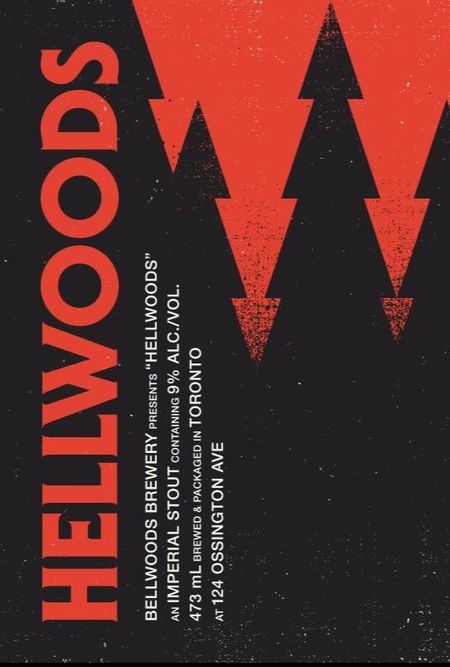 HELLWOODS
BELLWOODS BREWERY PRESENTS “HELLWOODS”
AN IMPERIAL STOUT CONTAINING 9% ALC./VOL.
473 mL BREWED & PACKAGED IN TORONTO
AT 124 OSSINGTON AVE